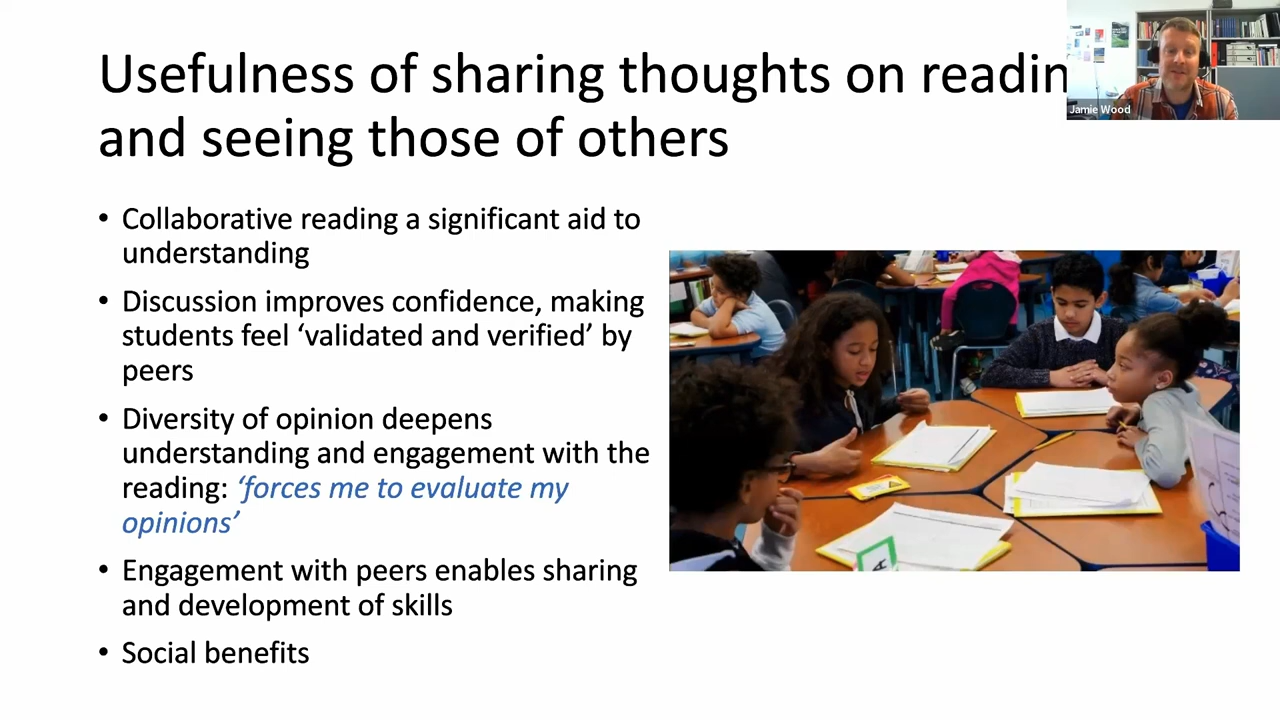 Usefulness of sharing thoughts on readin
and seeing those of others
Jamie Wood
• Collaborative reading a significant aid to
understanding
• Discussion improves confidence, making
students feel ‘validated and verified’ by
peers
• Diversity of opinion deepens
understanding and engagement with the
reading: ‘forces me to evaluate my
opinions’
• Engagement with peers enables sharing
and development of skills
• Social benefits